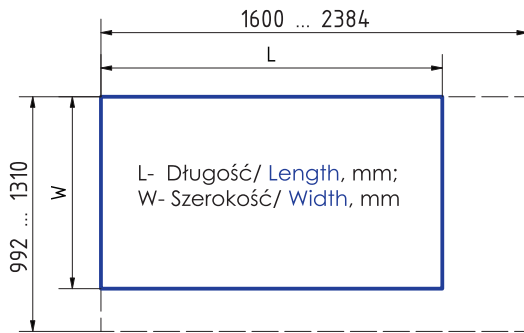 1600 ... 2384
L
992 ... 1310
W
L- Długość/ Length, mm;
W- Szerokość/ Width, mm